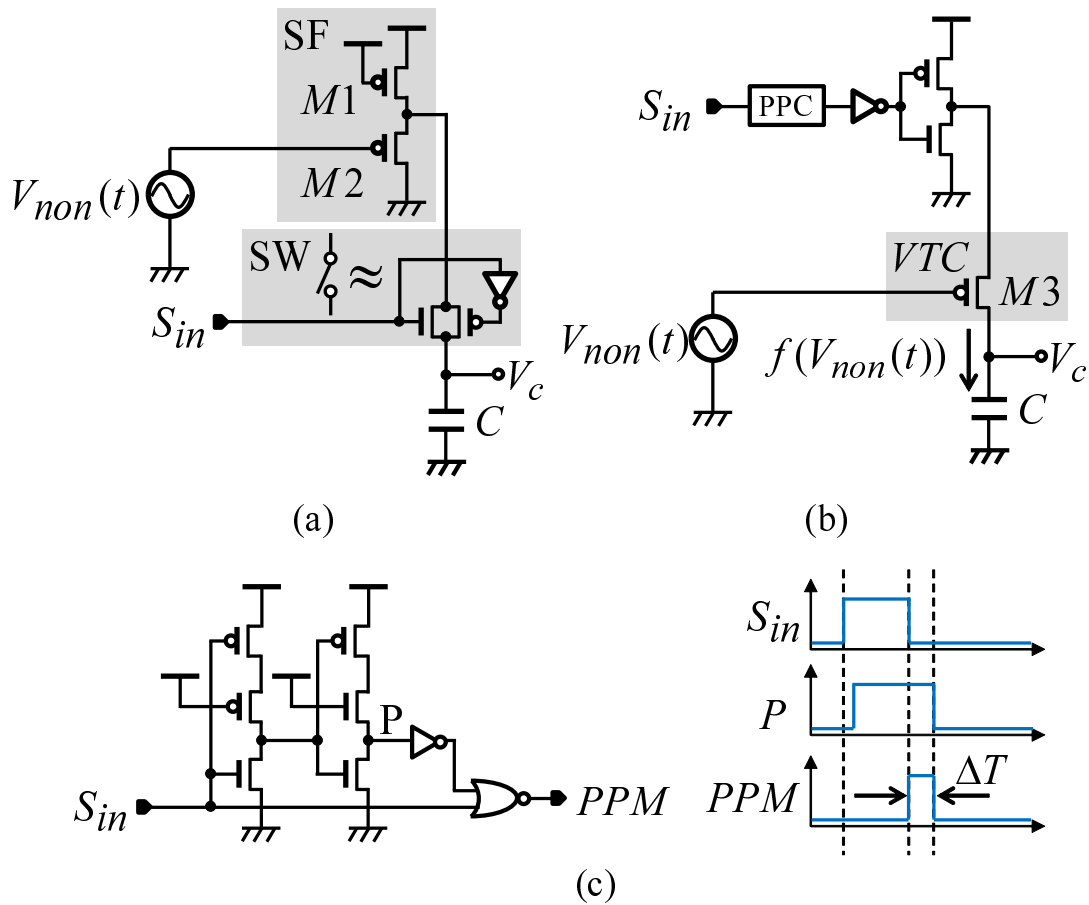 SF
M1
M2
V_non(t)
SW
≈
S_in
V_c
C
(a)
S_in
PPC
VTC
M3
V_non(t)
f(V_non(t))
V_c
C
(b)
P
S_in
PPM
S_in
P
PPM
ΔT
(c)